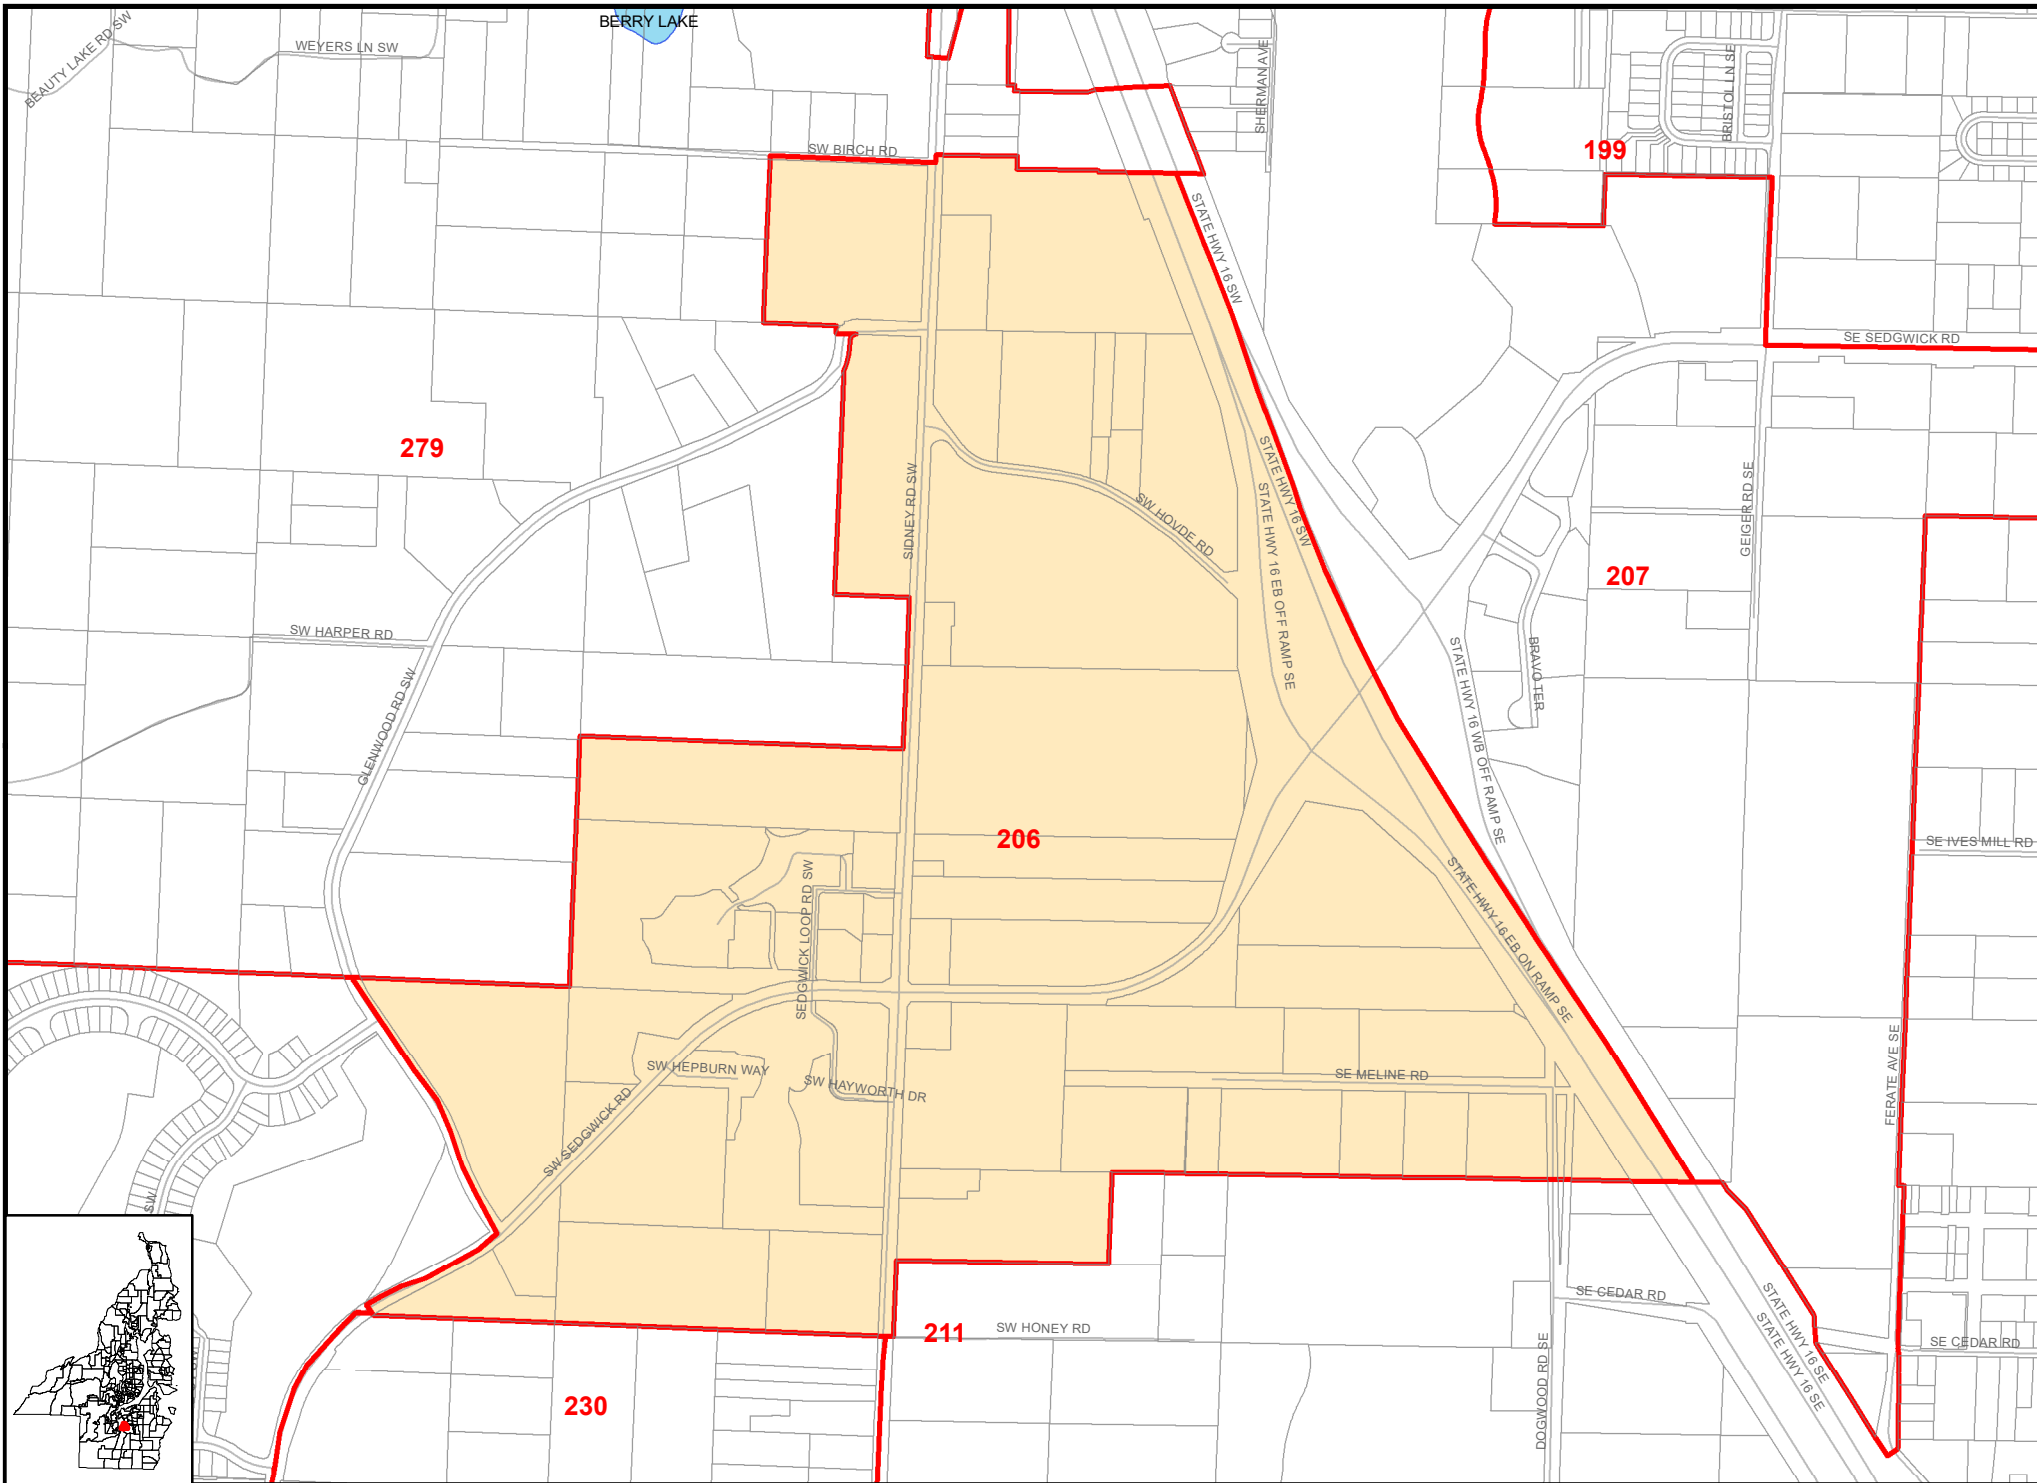 BERRY LAKE
BEAUTY LAKE RD SW
WEYERS LN SW
SHERMAN AVE
BRISTOL LN SE
SW BIRCH RD
199
STATE HWY 16 SW
SE SEDGWICK RD
279
SIDNEY RD SW
STATE HWY 16 SW
STATE HWY 16 EB OFF RAMP SE
SW HOVDE RD
GEIGER RD SE
207
SW HARPER RD
GLENWOOD RD SW
STATE HWY 16 WB OFF RAMP SE
BRAVO TER
206
SE IVES MILL RD
SEDGWICK LOOP RD SW
STATE HWY 16 EB ON RAMP SE
SW HEPBURN WAY
SW HAYWORTH DR
SE MELINE RD
FERATE AVE SE
SW SEDGWICK RD
SW
SE CEDAR RD
STATE HWY 16 SE
STATE HWY 16 SE
SE CEDAR RD
211
SW HONEY RD
DOGWOOD RD SE
230